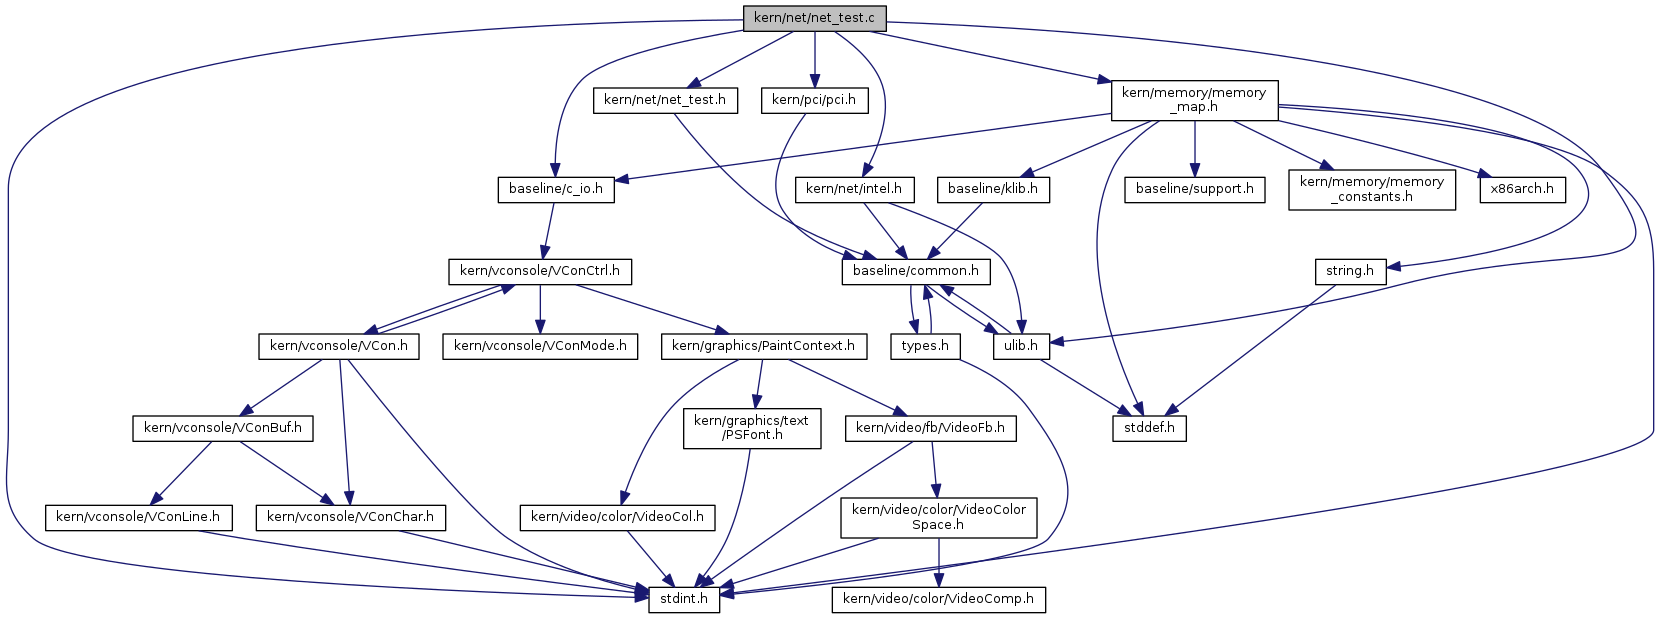 kern/net/net_test.c
kern/net/net_test.h
kern/pci/pci.h
kern/memory/memory
_map.h
baseline/c_io.h
kern/net/intel.h
baseline/klib.h
baseline/support.h
kern/memory/memory
_constants.h
x86arch.h
kern/vconsole/VConCtrl.h
baseline/common.h
string.h
kern/vconsole/VCon.h
kern/vconsole/VConMode.h
kern/graphics/PaintContext.h
types.h
ulib.h
kern/vconsole/VConBuf.h
kern/graphics/text
/PSFont.h
kern/video/fb/VideoFb.h
stddef.h
kern/vconsole/VConLine.h
kern/vconsole/VConChar.h
kern/video/color/VideoCol.h
kern/video/color/VideoColor
Space.h
stdint.h
kern/video/color/VideoComp.h